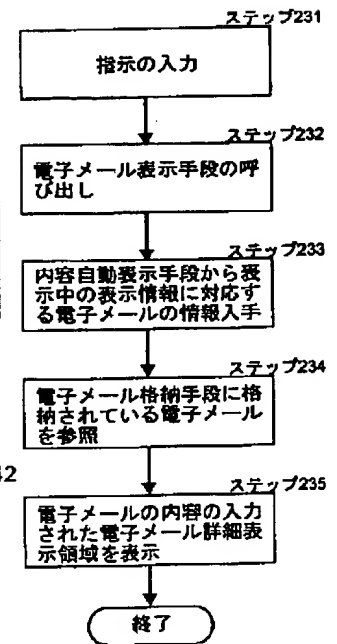 ステップ231
指示の入力
ステップ232
電子メール表示手段の呼
び出し
ステップ233
内容自動表示手段から表
示中の表示情報に対応す
る電子メールの情報入手
ステップ234
電子メール格納手段に格
納されている電子メール
を参照
42
ステップ235
電子メールの内容の入力
された電子メール詳細表
示領域を表示
終了